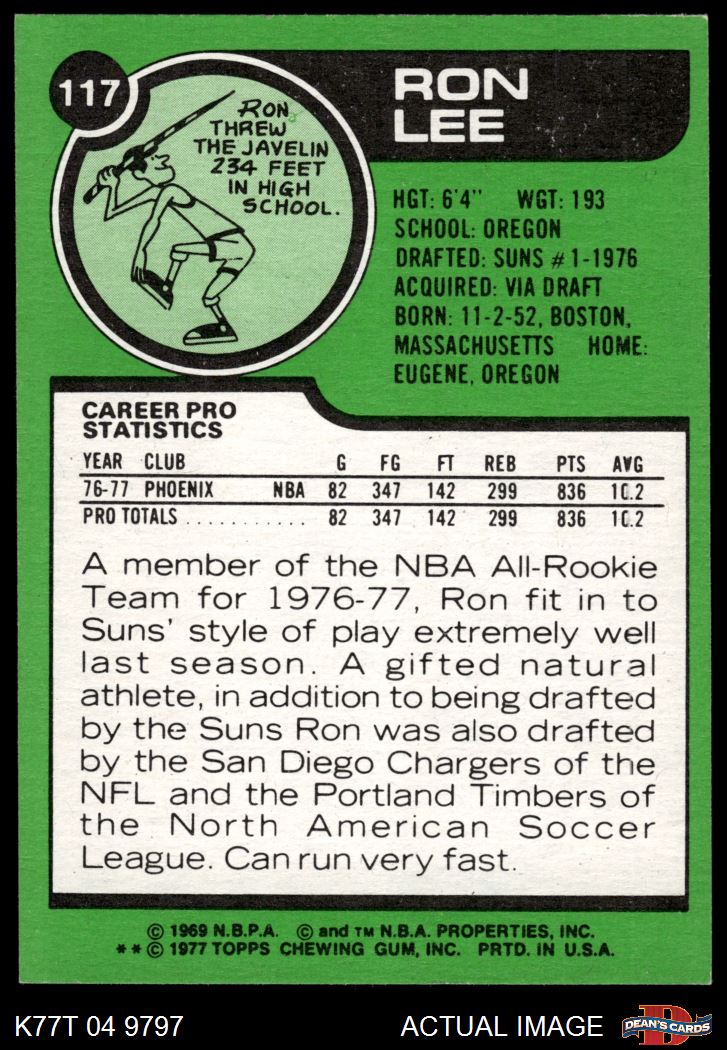 117
RON
LEE
RON
THREW
THE JAVELIN
234 FEET
IN HIGH
SCHOOL.
HGT: 6'4" WGT: 193
SCHOOL: OREGON
DRAFTED: SUNS #1-1976
ACQUIRED: VIA DRAFT
BORN: 11-2-52, BOSTON,
MASSACHUSETTS HOME:
EUGENE, OREGON
CAREER PRO
STATISTICS
YEAR CLUB G FG FT REB PTS AVG
76-77 PHOENIX NBA 82 347 142 299 836 10.2
PRO TOTALS . . . . . . . . . . . 82 347 142 299 836 10.2
A member of the NBA All-Rookie
Team for 1976-77, Ron fit in to
Suns' style of play extremely well
last season. A gifted natural
athlete, in addition to being drafted
by the Suns Ron was also drafted
by the San Diego Chargers of the
NFL and the Portland Timbers of
the North American Soccer
League. Can run very fast.
© 1969 N.B.P.A. © and TM N.B.A. PROPERTIES, INC.
**© 1977 TOPPS CHEWING GUM, INC. PRTD. IN U.S.A.
K77T 04 9797 ACTUAL IMAGE
D
DEAN'S CARDS